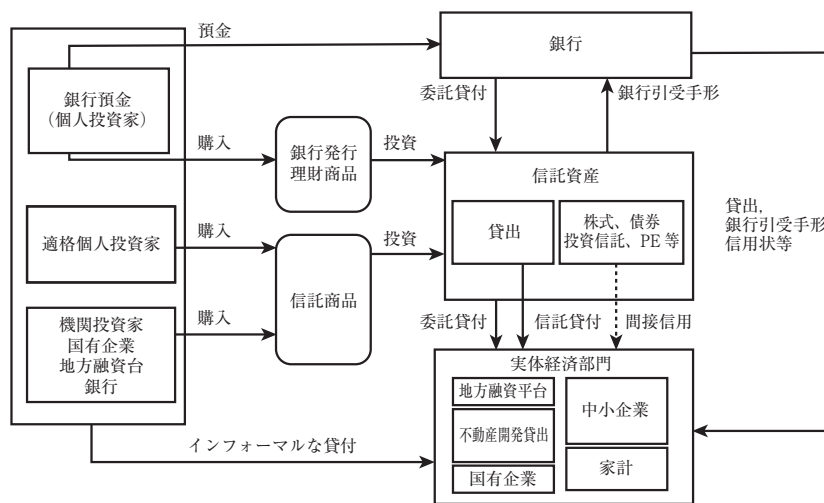 預金
銀行
銀行預金
（個人投資家）
委託貸付
銀行引受手形
購入
銀行発行
理財商品
投資
信託資産
貸出
株式、債券
投資信託、PE 等
貸出,
銀行引受手形
信用状等
適格個人投資家
購入
投資
信託商品
機関投資家
国有企業
地方融資台
銀行
購入
委託貸付
信託貸付
間接信用
実体経済部門
地方融資平台
不動産開発貸出
国有企業
中小企業
家計
インフォーマルな貸付